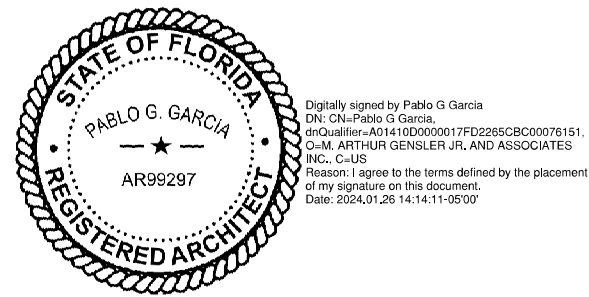 STATE OF FLORIDA
PABLO G. GARCIA
AR99297
REGISTERED ARCHITECT
Digitally signed by Pablo G Garcia
DN: CN=Pablo G Garcia,
dnQualifier=A01410D0000017FD2265CBC00076151,
O=M. ARTHUR GENSLER JR. AND ASSOCIATES
INC., C=US
Reason: I agree to the terms defined by the placement
of my signature on this document.
Date: 2024.01.26 14:14:11-05'00'